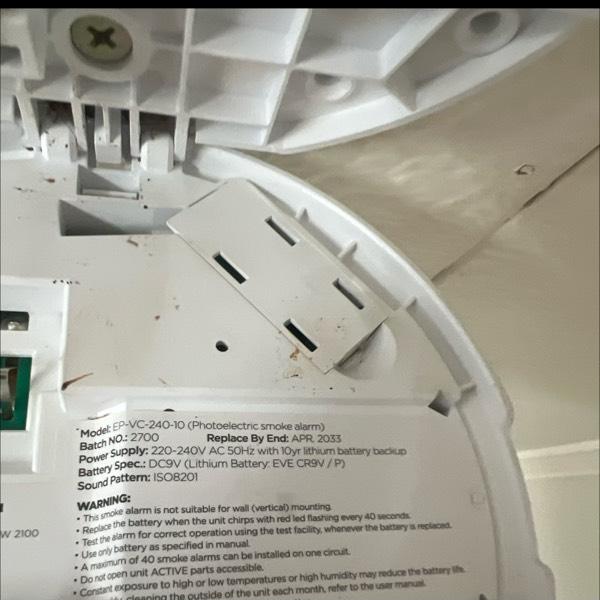 Model: EP-VC-240-10 (Photoelectric smoke alarm)
Batch NO.: 2700 Replace By End: APR, 2033
Power Supply: 220-240V AC 50Hz with 10yr lithium battery backup
Battery Spec.: DC9V (Lithium Battery: EVE CR9V / P)
Sound Pattern: ISO8201
WARNING:
• This smoke alarm is not suitable for wall (vertical) mounting.
• Replace the battery when the unit chirps with red led flashing every 40 seconds.
• Test the alarm for correct operation using the test facility, whenever the battery is replaced.
• Use only battery as specified in manual.
W 2100
• A maximum of 40 smoke alarms can be installed on one circuit.
• Do not open unit ACTIVE parts accessible.
• Constant exposure to high or low temperatures or high humidity may reduce the battery life.
cleaning the outside of the unit each month, refer to the user manual.